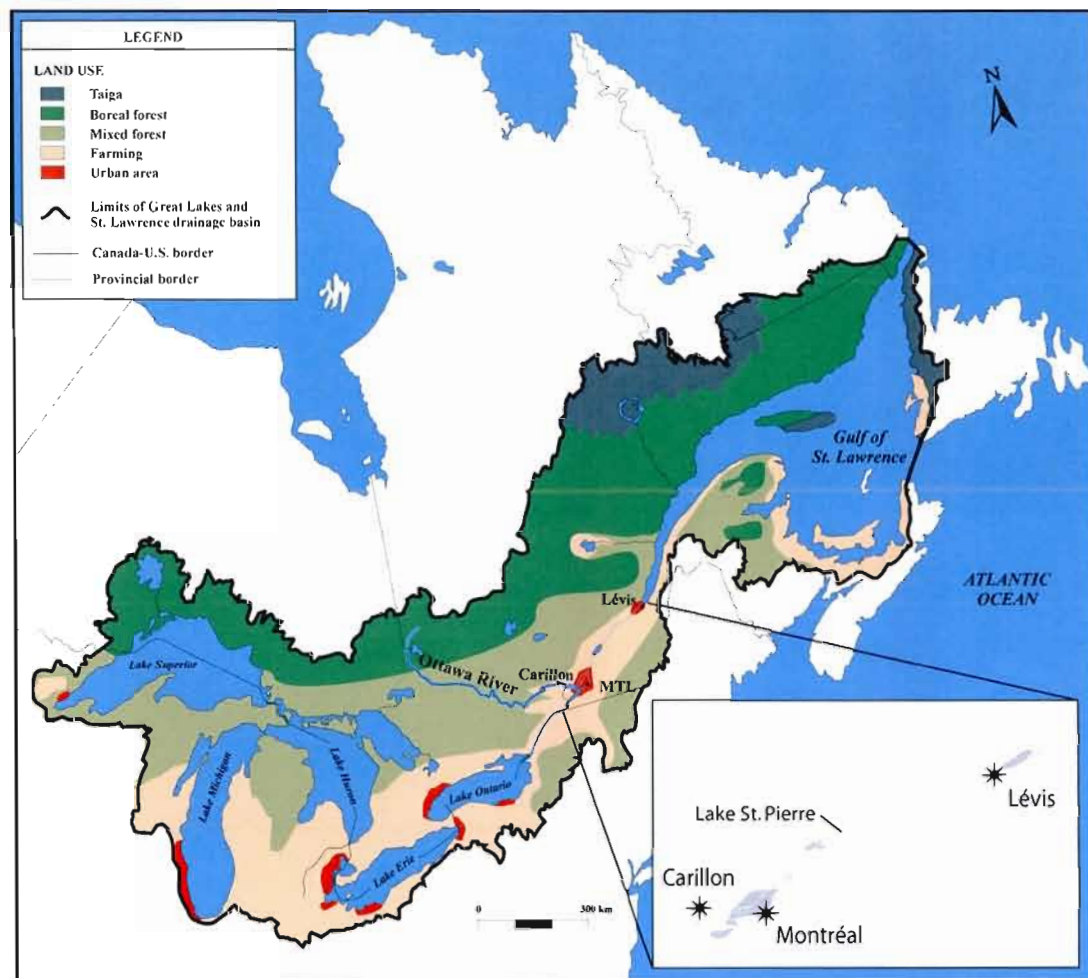 LEGEND
LAND USE
Taiga
Boreal forest
Mixed forest
Farming
Urban area
Limits of Great Lakes and
St. Lawrence drainage basin
Canada-U.S. border
Provincial border
N
Gulf of
St. Lawrence
ATLANTIC
OCEAN
Lévis
Lake Superior
Ottawa River
Carillon
MTL
Lake Michigan
Lake Huron
Lake Ontario
Lake Erie
0 300 km
Lévis
Lake St. Pierre
Carillon
Montréal